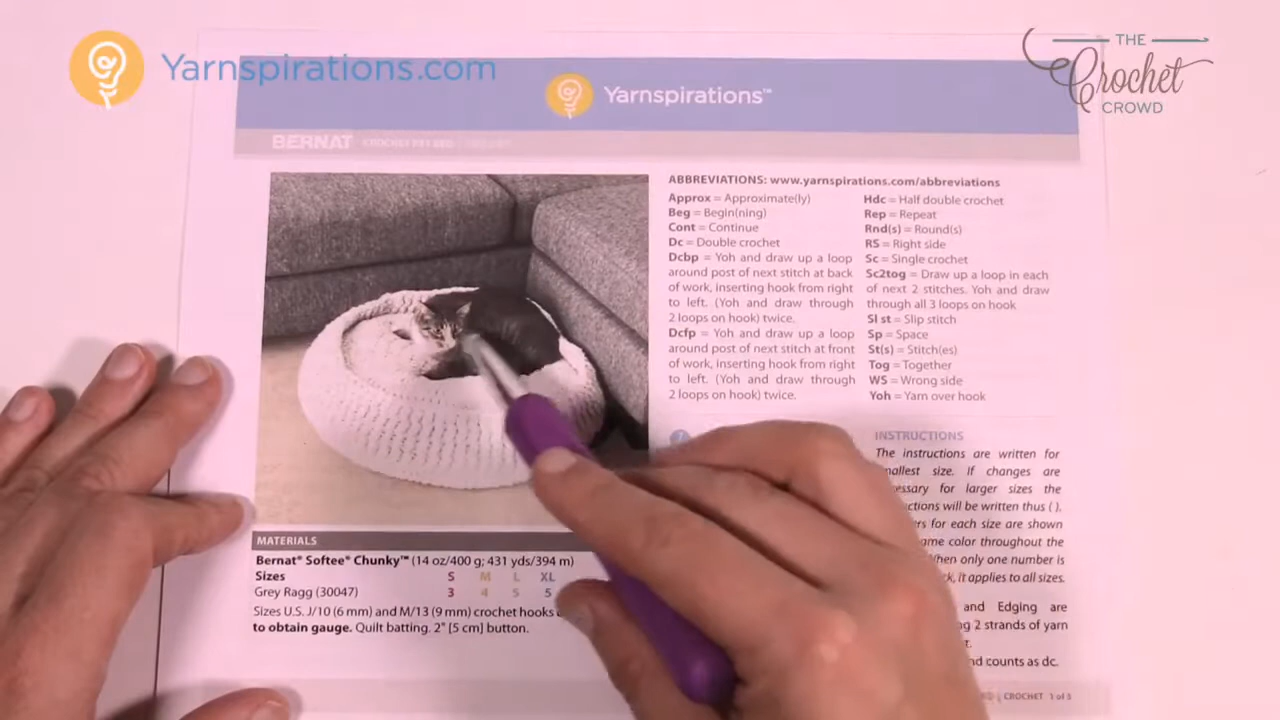 Yarnspirations.com
THE
Crochet
CROWD
Yarnspirations™
BERNAT
ABBREVIATIONS: www.yarnspirations.com/abbreviations
Approx = Approximate(ly)
Beg = Begin(ning)
Cont = Continue
Dc = Double crochet
Dcbp = Yoh and draw up a loop
around post of next stitch at back
of work, inserting hook from right
to left. (Yoh and draw through
2 loops on hook) twice.
Dcfp = Yoh and draw up a loop
around post of next stitch at front
of work, inserting hook from right
to left. (Yoh and draw through
2 loops on hook) twice.
Hdc = Half double crochet
Rep = Repeat
Rnd(s) = Round(s)
RS = Right side
Sc = Single crochet
Sc2tog = Draw up a loop in each
of next 2 stitches. Yoh and draw
through all 3 loops on hook
Sl st = Slip stitch
Sp = Space
St(s) = Stitch(es)
Tog = Together
WS = Wrong side
Yoh = Yarn over hook
INSTRUCTIONS
The instructions are written for
size. If changes are
for larger sizes the
will be written thus ( ).
for each size are shown
color throughout the
When only one number is
it applies to all sizes.
and Edging are
2 strands of yarn
counts as dc.
MATERIALS
Bernat® Softee® Chunky™ (14 oz/400 g; 431 yds/394 m)
Sizes S M L XL
Grey Ragg (30047) 3 4 5 5
Sizes U.S. J/10 (6 mm) and M/13 (9 mm) crochet hooks
to obtain gauge. Quilt batting. 2" [5 cm] button.
CROCHET 1 of 3